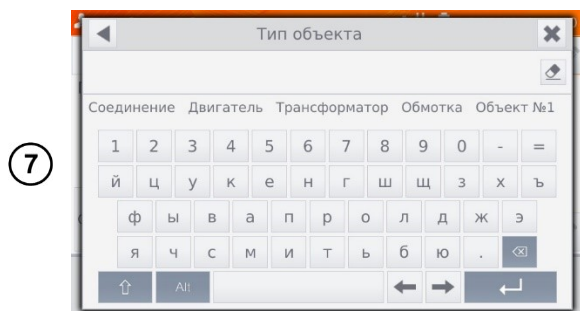 Тип объекта
Соединение Двигатель Трансформатор Обмотка Объект №1
7
1 2 3 4 5 6 7 8 9 0 - =
й ц у к е н г ш щ з х ъ
ф ы в а п р о л д ж э
я ч с м и т ь б ю .
Alt